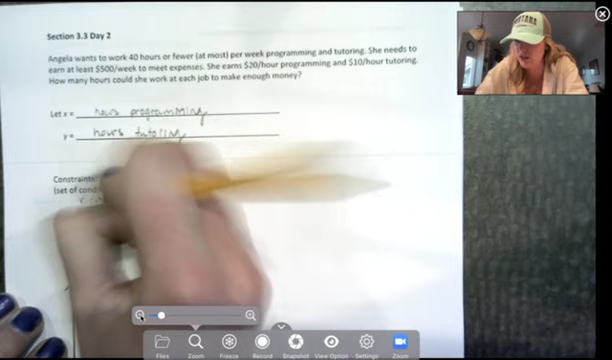 Section 3.3 Day 2
Angela wants to work 40 hours or fewer (at most) per week programming and tutoring. She needs to
earn at least $500/week to meet expenses. She earns $20/hour programming and $10/hour tutoring.
How many hours could she work at each job to make enough money?
Let x = hours programming
y = hours tutoring
Constraints
(set of cond
Files
Zoom
Freeze
Record
Snapshot
View Option
Settings
Zoom